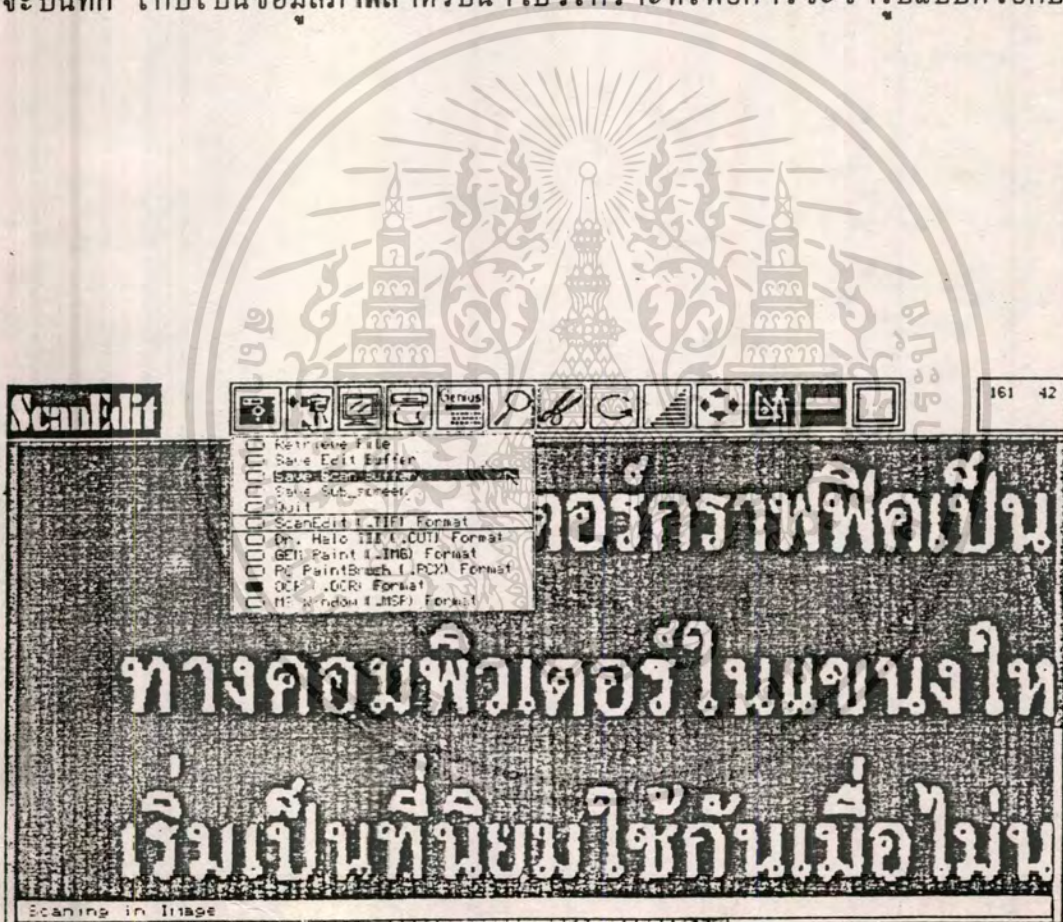 ScanEdit
Genius
161 42
Retrieve File
Save Edit Buffer
Save Scan Buffer
Save Sub_screen
Quit
ScanEdit (.TIF) Format
Dr. Halo III (.CUT) Format
GEM Paint (.IMG) Format
PC PaintBrush (.PCX) Format
OCR (.OCR) Format
MS Window (.MSP) Format
ตอร์กราฟฟิคเป็น
ทางคอมพิวเตอร์ในแขนงให
เริ่มเป็นที่นิยมใช้กันเมื่อไม่น
Scaning in Image